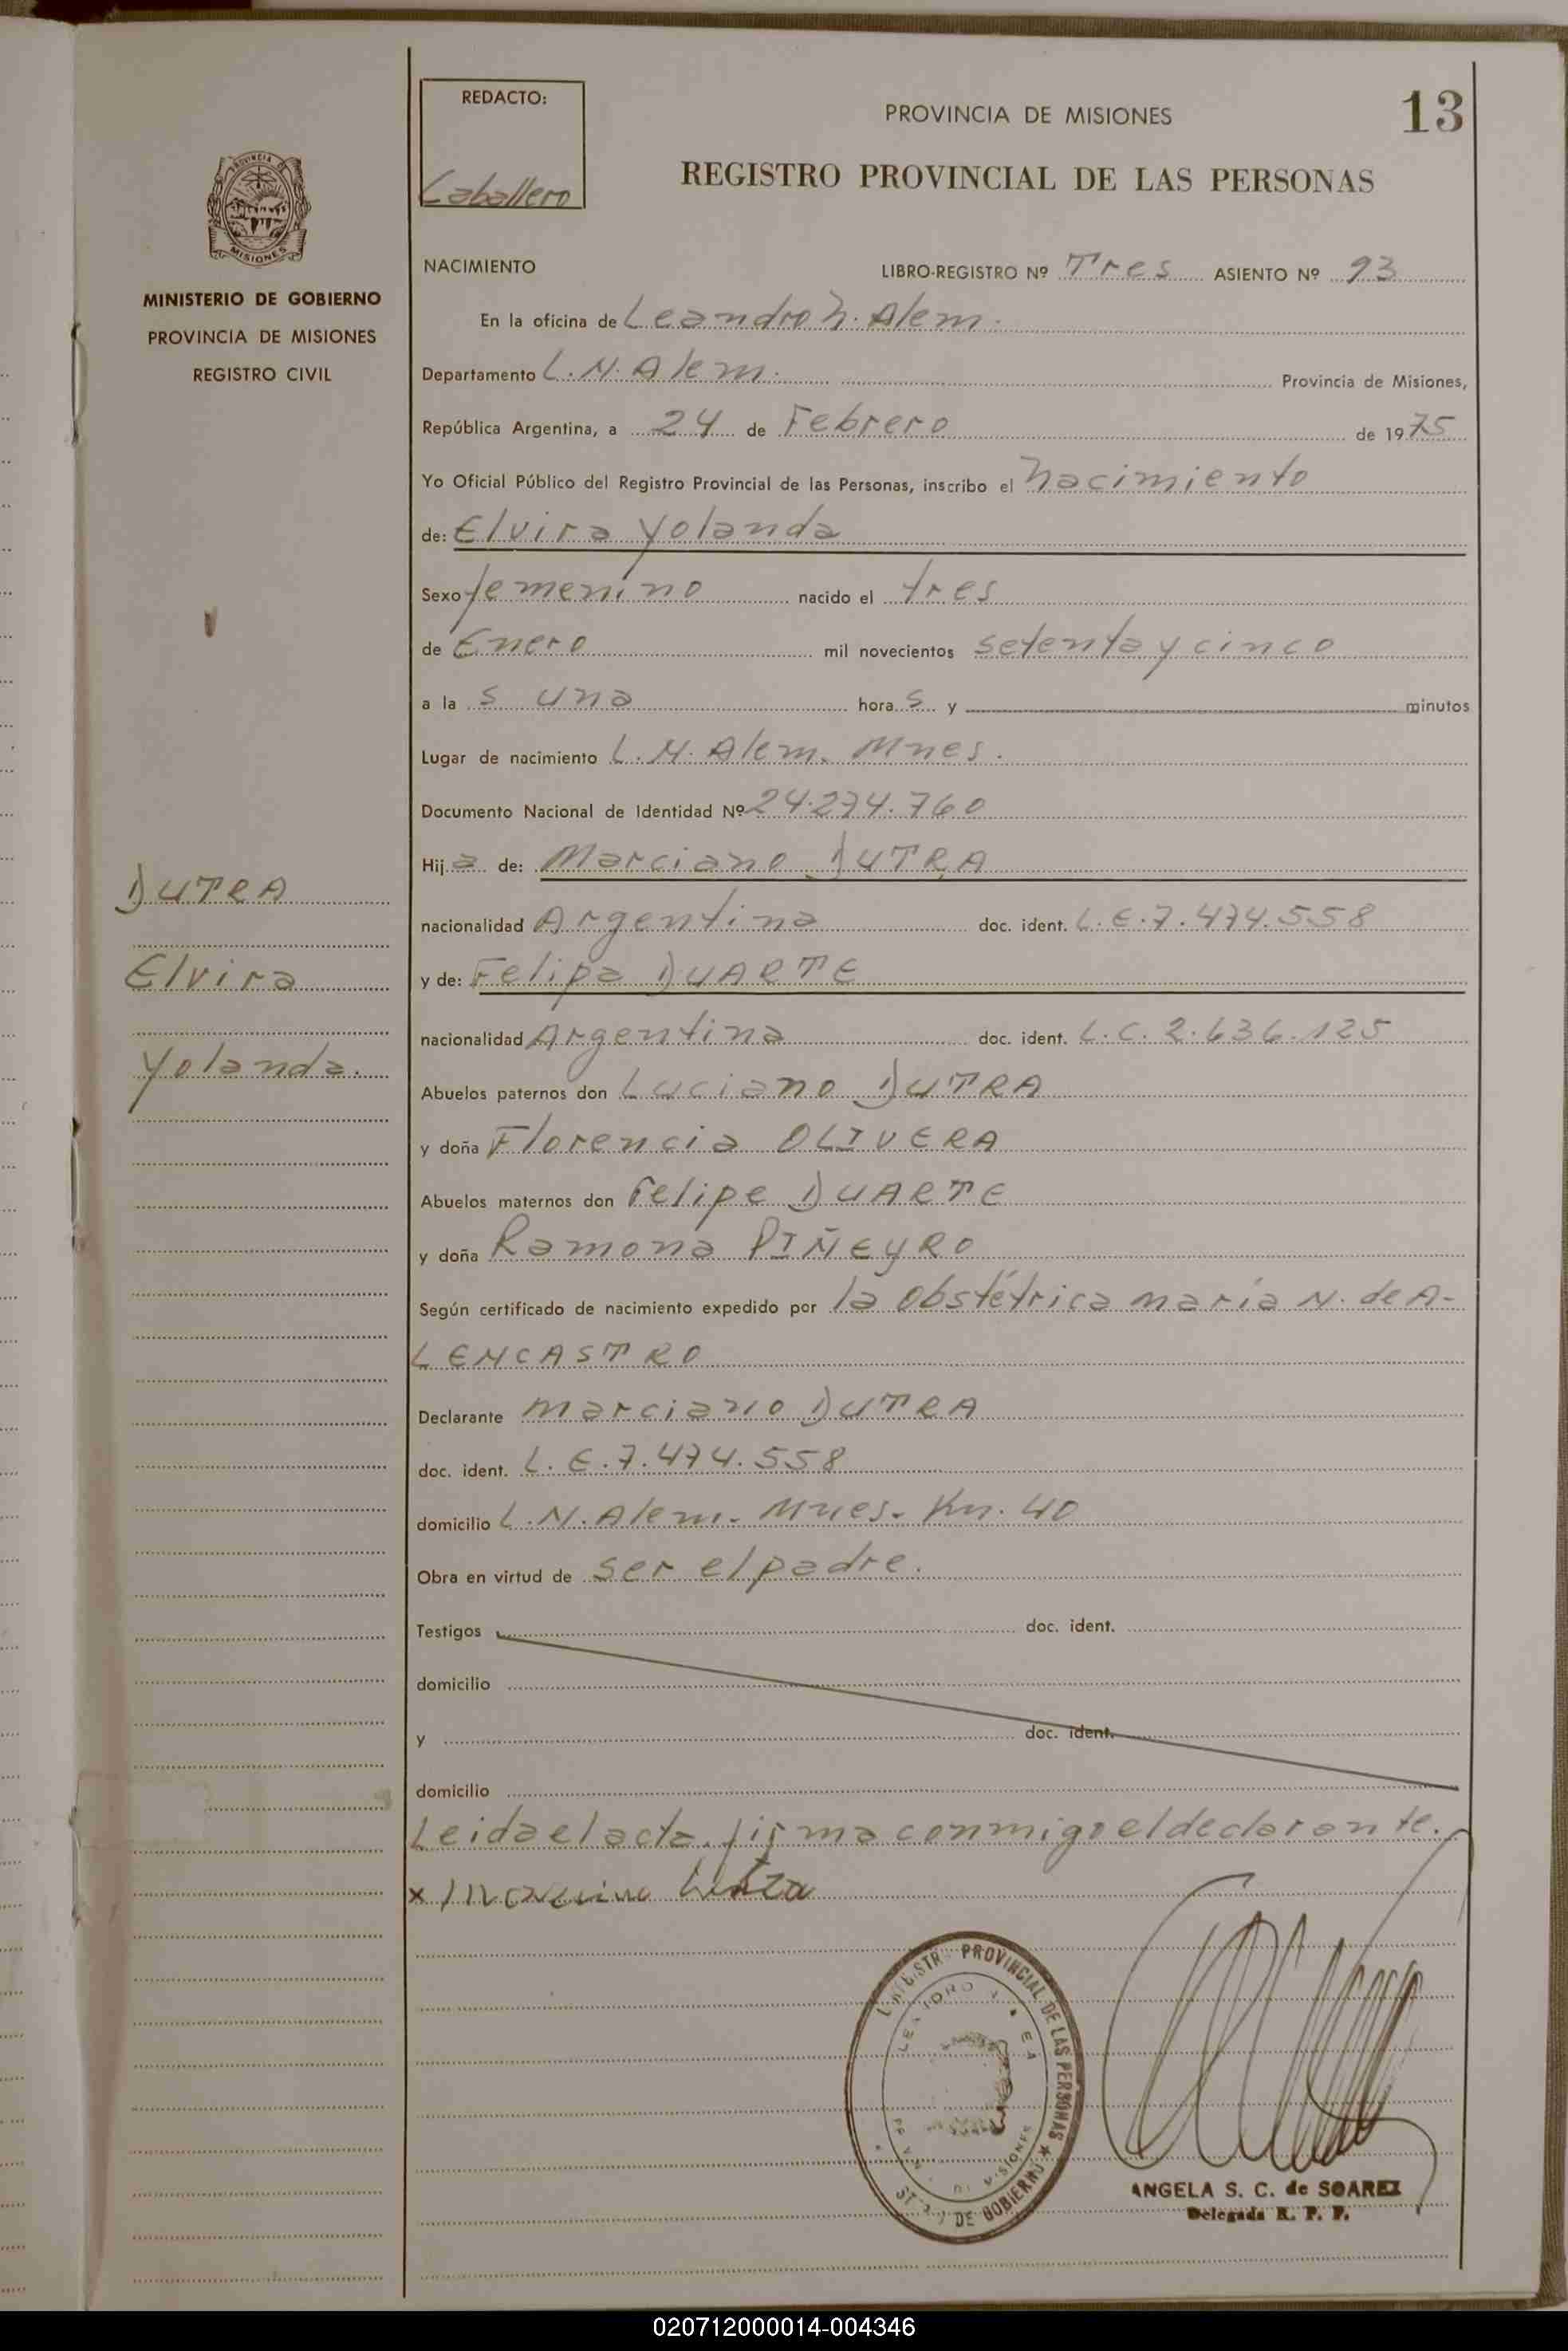 REDACTO:
Caballero
PROVINCIA DE MISIONES
13
REGISTRO PROVINCIAL DE LAS PERSONAS
PROVINCIA DE
MISIONES
MINISTERIO DE GOBIERNO
PROVINCIA DE MISIONES
REGISTRO CIVIL
NACIMIENTO
LIBRO-REGISTRO Nº Tres ASIENTO Nº 93
En la oficina de Leandro N. Alem.
Departamento L.N. Alem. Provincia de Misiones,
República Argentina, a 24 de Febrero de 1975
Yo Oficial Público del Registro Provincial de las Personas, inscribo el nacimiento
de: Elvira Yolanda
Sexo femenino nacido el tres
de Enero mil novecientos setenta y cinco
a la s una hora s y minutos
Lugar de nacimiento L.N. Alem. Mnes.
Documento Nacional de Identidad Nº 24.274.760
Hij a de: Marciano DUTRA
nacionalidad Argentina doc. ident. L.E. 7.474.558
y de: Felipa DUARTE
nacionalidad Argentina doc. ident. L.C. 2.636.125
Abuelos paternos don Luciano DUTRA
y doña Florencia OLIVERA
Abuelos maternos don Felipe DUARTE
y doña Ramona PIÑEYRO
Según certificado de nacimiento expedido por la obstétrica maría N. de A-
LENCASTRO
Declarante Marciano DUTRA
doc. ident. L.E. 7.474.558
domicilio L.N. Alem. Mnes. Km. 40
Obra en virtud de ser el padre.
Testigos doc. ident.
domicilio
y doc. ident.
domicilio
Leida el acta, firma conmigo el declarante.
x
DUTRA
Elvira
Yolanda.
PROVINCIAL DE LAS PERSONAS
DE GOBIERNO
MISIONES
ANGELA S. C. de SOAREZ
Delegada R. P. P.
020712000014-004346